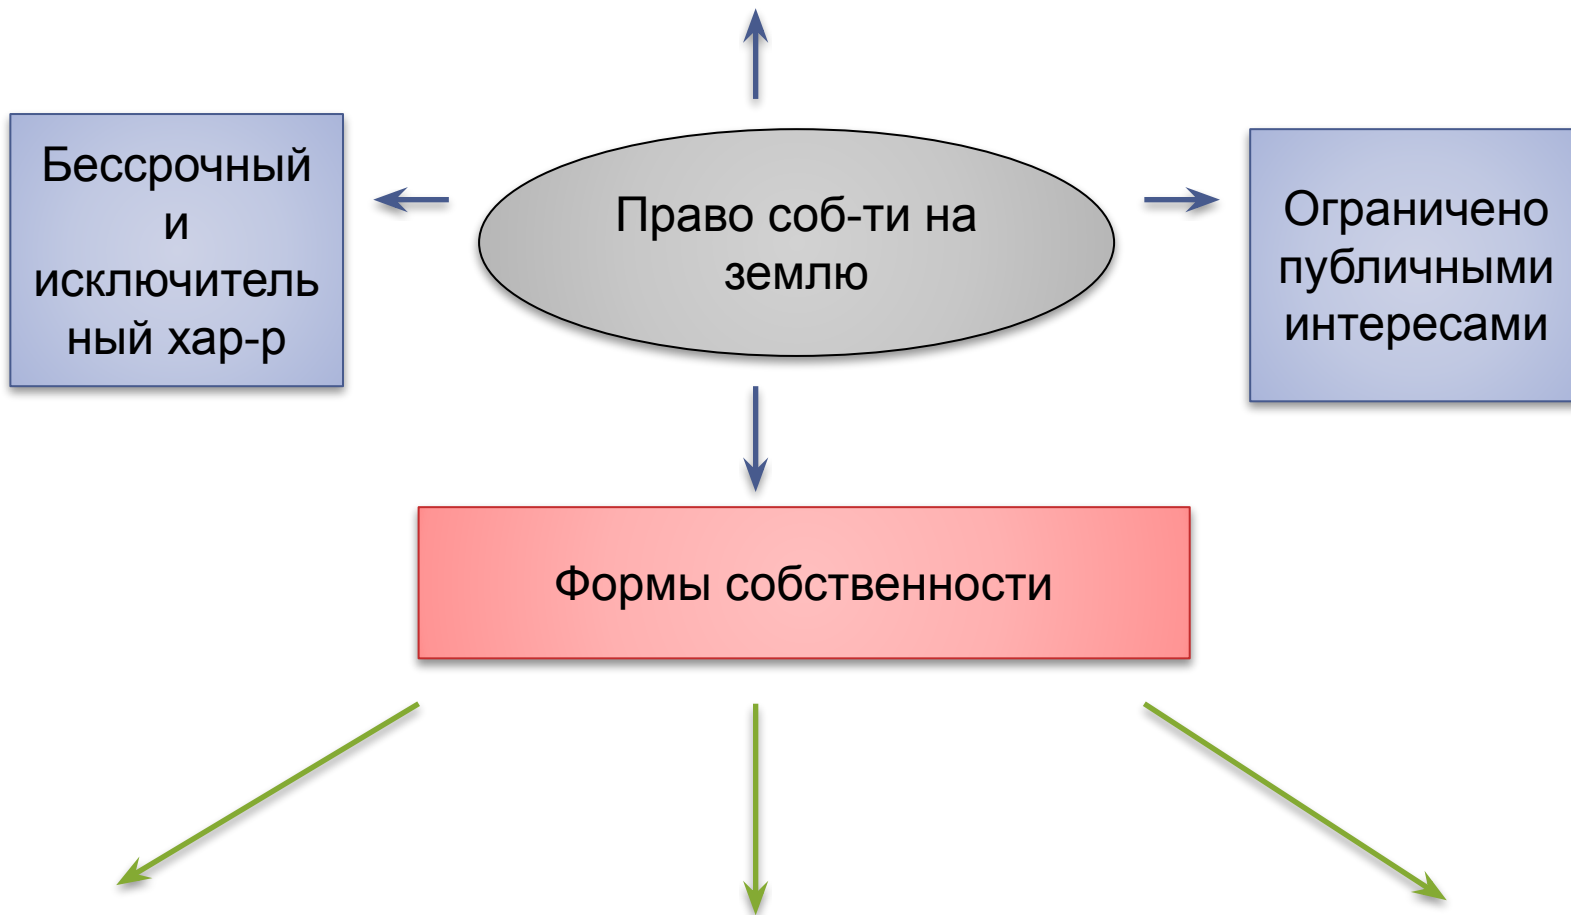 Бессрочный
и
исключитель
ный хар-р
Право соб-ти на
землю
Ограничено
публичными
интересами
Формы собственности